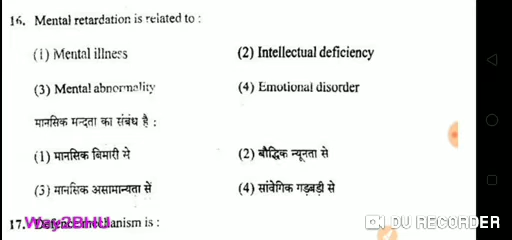 16. Mental retardation is related to :
(1) Mental illness (2) Intellectual deficiency
(3) Mental abnormality (4) Emotional disorder
मानसिक मन्दता का संबंध है :
(1) मानसिक बिमारी से (2) बौद्धिक न्यूनता से
(3) मानसिक असामान्यता से (4) सांवेगिक गड़बड़ी से
17. Defence mechanism is :
Way2BHU
DU RECORDER